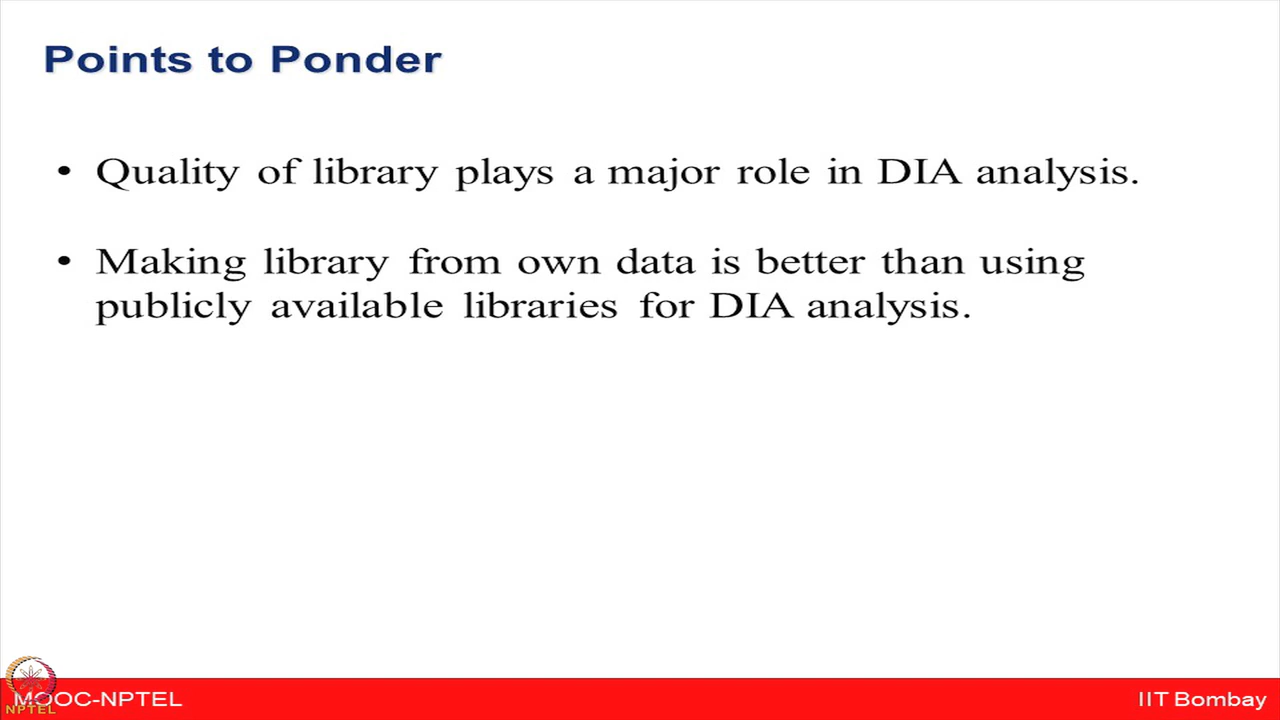 Points to Ponder
• Quality of library plays a major role in DIA analysis.
• Making library from own data is better than using
publicly available libraries for DIA analysis.
MOOC-NPTEL
NPTEL
IIT Bombay